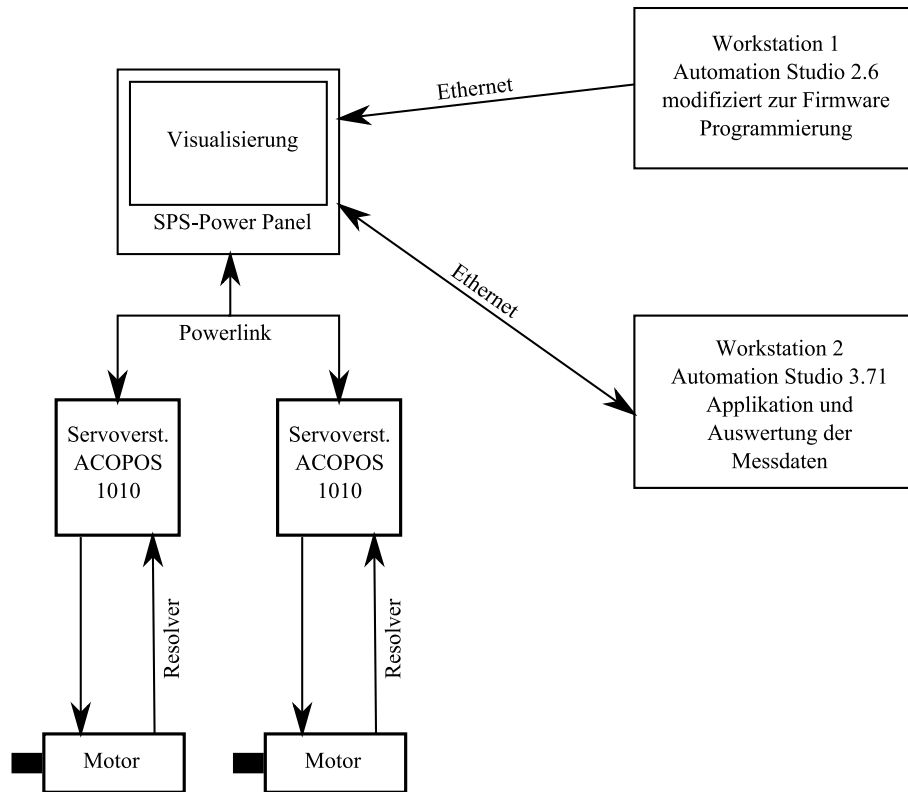 Workstation 1
Automation Studio 2.6
modifiziert zur Firmware
Programmierung
Ethernet
Visualisierung
SPS-Power Panel
Ethernet
Powerlink
Workstation 2
Automation Studio 3.71
Applikation und
Auswertung der
Messdaten
Servoverst.
ACOPOS
1010
Servoverst.
ACOPOS
1010
Resolver
Resolver
Motor
Motor